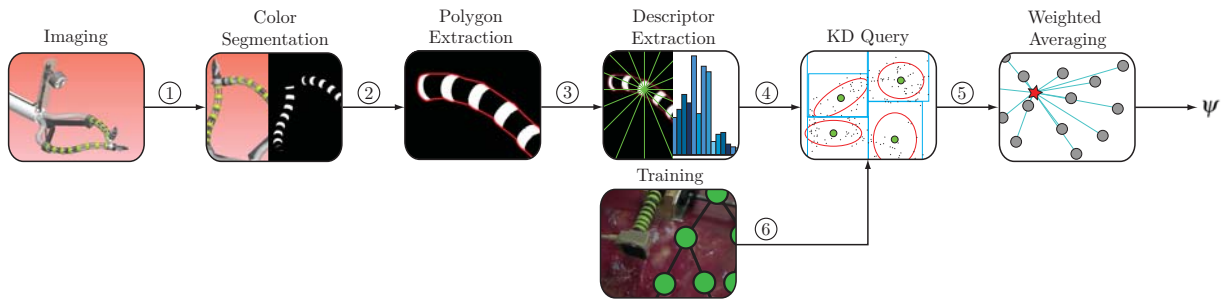 Imaging
Color
Segmentation
Polygon
Extraction
Descriptor
Extraction
KD Query
Weighted
Averaging
1
2
3
4
5
ψ
Training
6